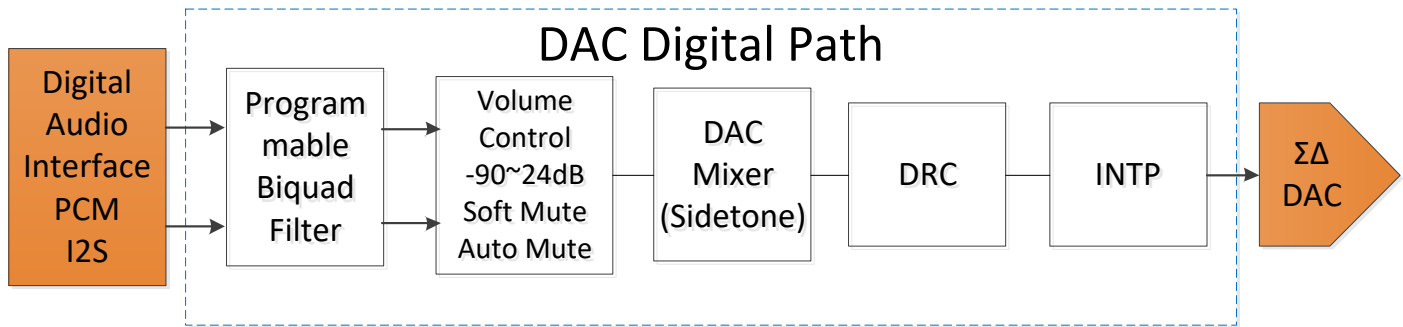 DAC Digital Path
Digital
Audio
Interface
PCM
I2S
Program
mable
Biquad
Filter
Volume
Control
-90~24dB
Soft Mute
Auto Mute
DAC
Mixer
(Sidetone)
DRC
INTP
ΣΔ
DAC